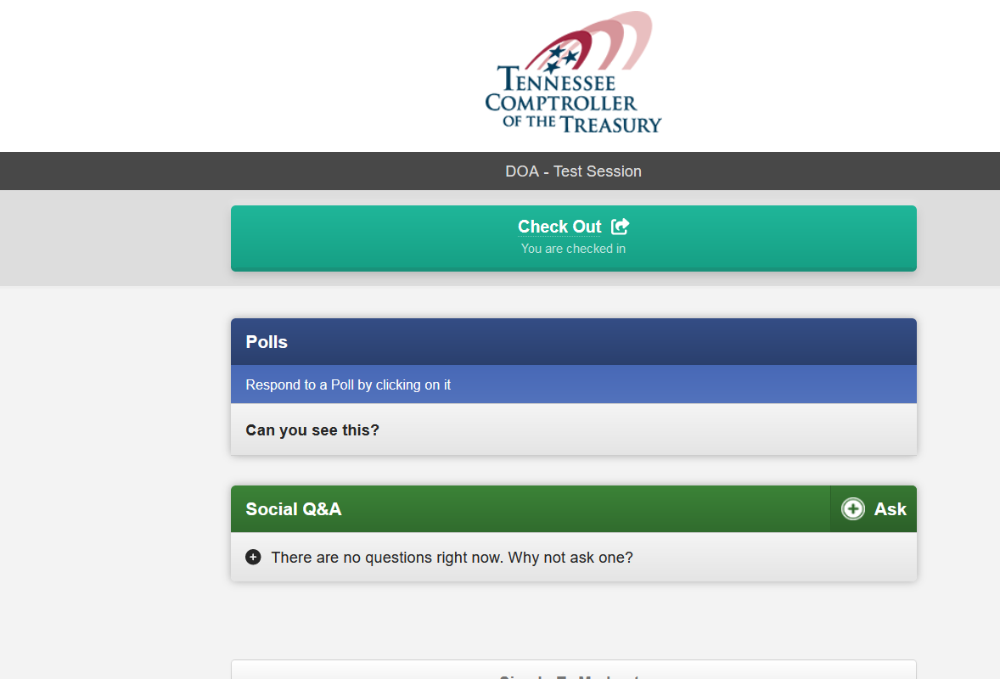 TENNESSEE
COMPTROLLER
OF THE TREASURY
DOA - Test Session
Check Out
You are checked in
Polls
Respond to a Poll by clicking on it
Can you see this?
Social Q&A
Ask
There are no questions right now. Why not ask one?